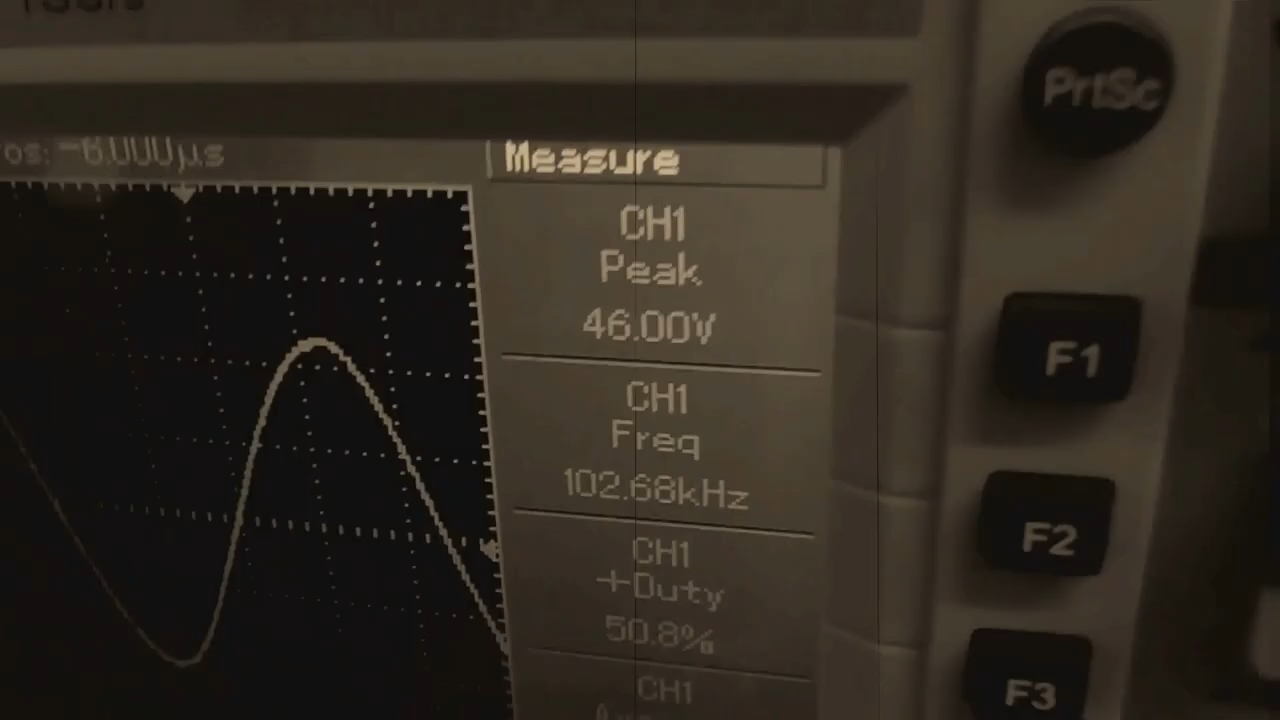 os: -6.000µs
Measure
CH1
Peak
46.00V
CH1
Freq
102.68kHz
CH1
+Duty
50.8%
CH1
PrtSc
F1
F2
F3